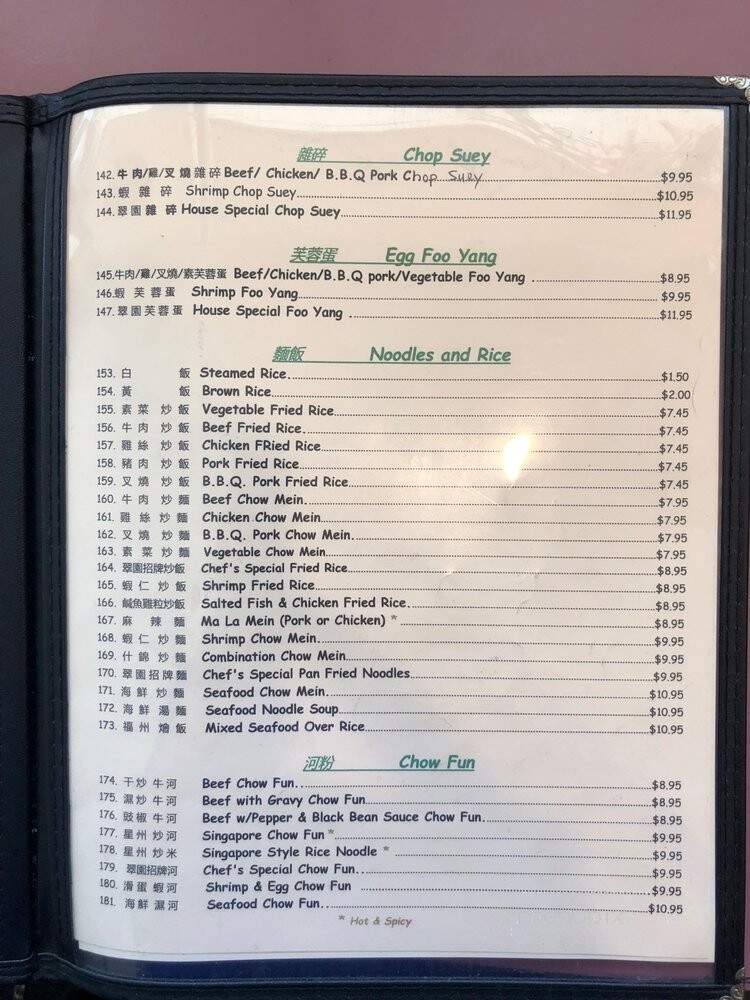 雜碎 Chop Suey
142. 牛 肉/雞/叉 燒 雜 碎 Beef/ Chicken/ B.B.Q Pork Chop Suey $9.95
143. 蝦 雜 碎 Shrimp Chop Suey $10.95
144. 翠 園 雜 碎 House Special Chop Suey $11.95
芙蓉蛋 Egg Foo Yang
145. 牛肉/雞/叉燒/素芙蓉蛋 Beef/Chicken/B.B.Q pork/Vegetable Foo Yang $8.95
146. 蝦 芙 蓉 蛋 Shrimp Foo Yang $9.95
147. 翠 園 芙 蓉 蛋 House Special Foo Yang $11.95
麵飯 Noodles and Rice
153. 白 飯 Steamed Rice $1.50
154. 黃 飯 Brown Rice $2.00
155. 素 菜 炒 飯 Vegetable Fried Rice $7.45
156. 牛 肉 炒 飯 Beef Fried Rice $7.45
157. 雞 絲 炒 飯 Chicken FRied Rice $7.45
158. 豬 肉 炒 飯 Pork Fried Rice $7.45
159. 叉 燒 炒 飯 B.B.Q. Pork Fried Rice $7.45
160. 牛 肉 炒 麵 Beef Chow Mein $7.95
161. 雞 絲 炒 麵 Chicken Chow Mein $7.95
162. 叉 燒 炒 麵 B.B.Q. Pork Chow Mein $7.95
163. 素 菜 炒 麵 Vegetable Chow Mein $7.95
164. 翠園招牌炒飯 Chef's Special Fried Rice $8.95
165. 蝦 仁 炒 飯 Shrimp Fried Rice $8.95
166. 鹹魚雞粒炒飯 Salted Fish & Chicken Fried Rice $8.95
167. 麻 辣 麵 Ma La Mein (Pork or Chicken) * $8.95
168. 蝦 仁 炒 麵 Shrimp Chow Mein $9.95
169. 什 錦 炒 麵 Combination Chow Mein $9.95
170. 翠 園 招 牌 麵 Chef's Special Pan Fried Noodles $9.95
171. 海 鮮 炒 麵 Seafood Chow Mein $10.95
172. 海 鮮 湯 麵 Seafood Noodle Soup $10.95
173. 福 州 燴 飯 Mixed Seafood Over Rice $10.95
河粉 Chow Fun
174. 干 炒 牛 河 Beef Chow Fun $8.95
175. 濕 炒 牛 河 Beef with Gravy Chow Fun $8.95
176. 豉 椒 牛 河 Beef w/Pepper & Black Bean Sauce Chow Fun $8.95
177. 星 州 炒 河 Singapore Chow Fun * $9.95
178. 星 州 炒 米 Singapore Style Rice Noodle * $9.95
179. 翠園招牌河 Chef's Special Chow Fun $9.95
180. 滑 蛋 蝦 河 Shrimp & Egg Chow Fun $9.95
181. 海 鮮 濕 河 Seafood Chow Fun $10.95
* Hot & Spicy